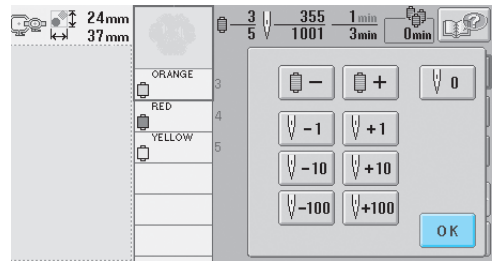 24mm
37mm
3
5
355
1001
1min
3min
0min
ORANGE
3
RED
4
YELLOW
5
−
+
0
−1
+1
−10
+10
−100
+100
OK